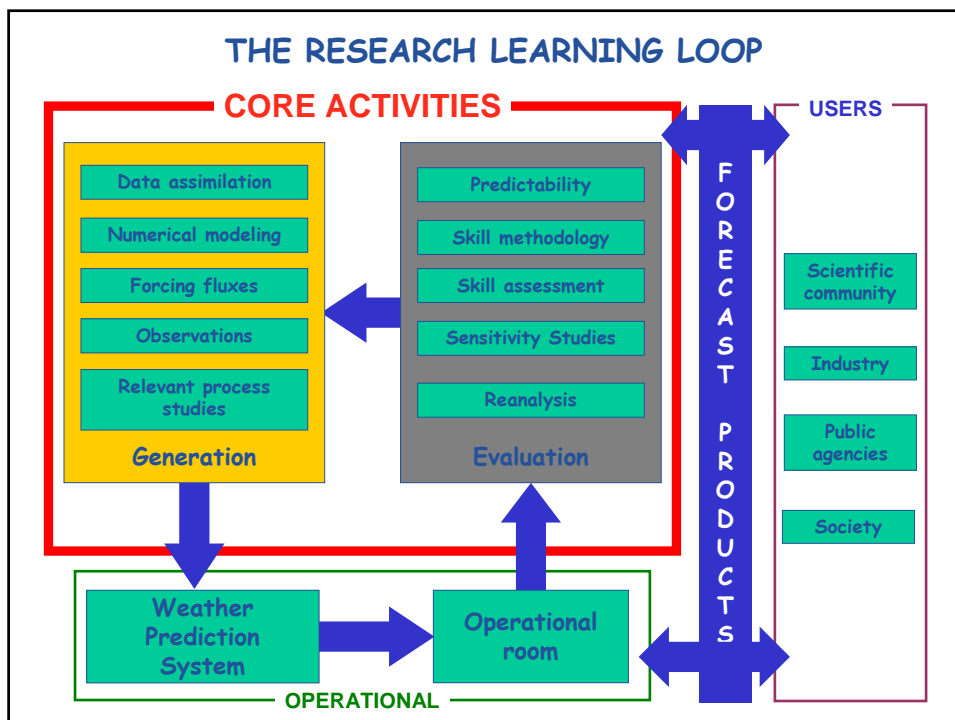 THE RESEARCH LEARNING LOOP
CORE ACTIVITIES
Data assimilation
Numerical modeling
Forcing fluxes
Observations
Relevant process
studies
Generation
Predictability
Skill methodology
Skill assessment
Sensitivity Studies
Reanalysis
Evaluation
FORECAST PRODUCTS
USERS
Scientific
community
Industry
Public
agencies
Society
Weather
Prediction
System
Operational
room
OPERATIONAL